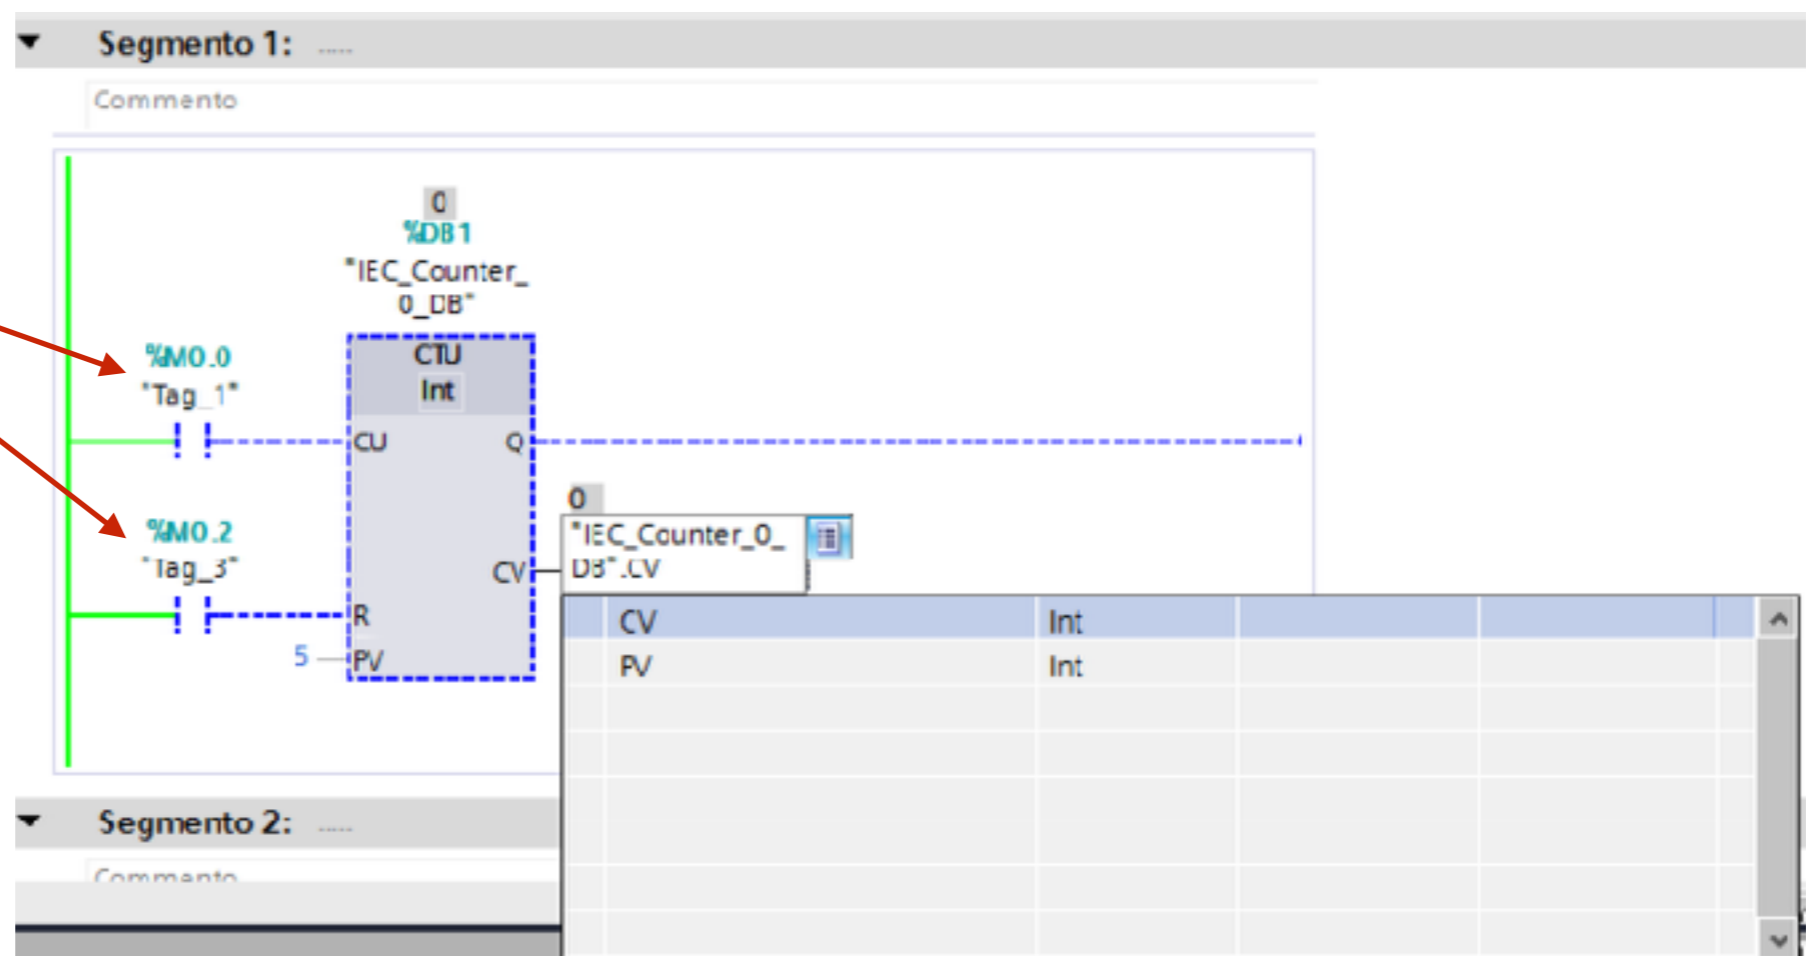 Segmento 1: .....
Commento
0
%DB1
"IEC_Counter_
0_DB"
%M0.0
"Tag_1"
CTU
Int
CU
Q
%M0.2
"Tag_3"
0
"IEC_Counter_0_
DB".CV
CV
R
5
PV
CV Int
PV Int
Segmento 2: .....
Commento